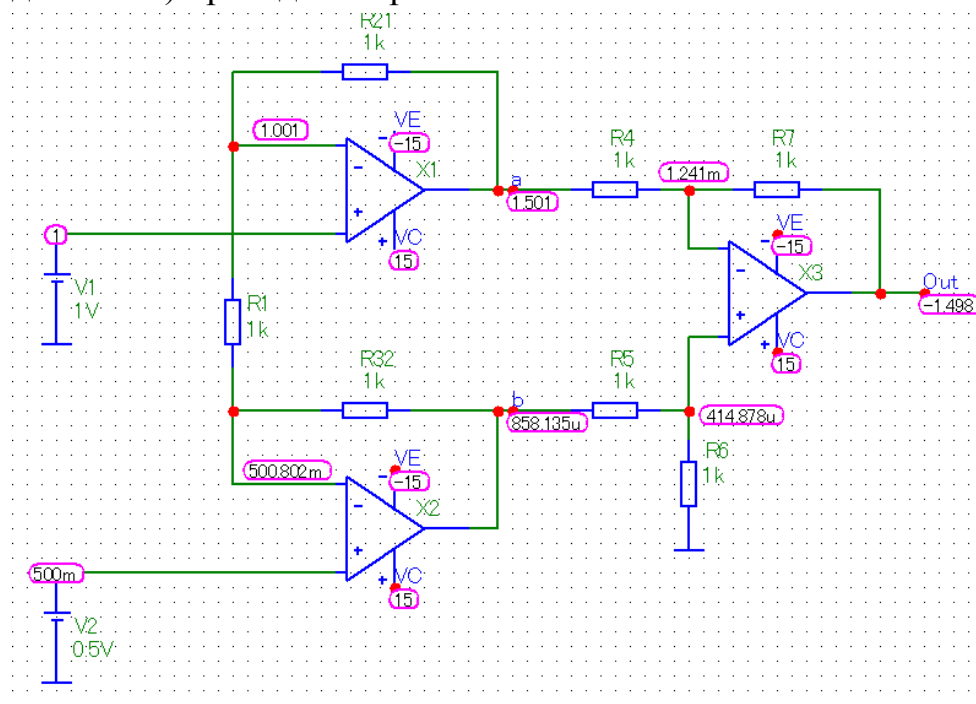 R21
1k
1.001
VE
-15
X1
VC
15
a
1.501
R4
1k
1.241m
R7
1k
VE
-15
X3
VC
15
Out
-1.498
1
V1
1V
R1
1k
R32
1k
b
858.135u
R5
1k
414.878u
R6
1k
500.802m
VE
-15
X2
VC
15
500m
V2
0.5V